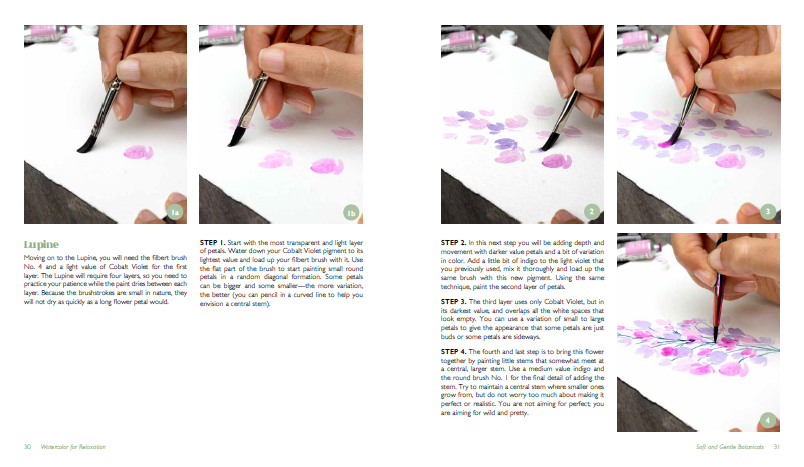 1a
1b
Lupine
Moving on to the Lupine, you will need the filbert brush
No. 4 and a light value of Cobalt Violet for the first
layer. The Lupine will require four layers, so you need to
practice your patience while the paint dries between each
layer. Because the brushstrokes are small in nature, they
will not dry as quickly as a long flower petal would.
STEP 1. Start with the most transparent and light layer
of petals. Water down your Cobalt Violet pigment to its
lightest value and load up your filbert brush with it. Use
the flat part of the brush to start painting small round
petals in a random diagonal formation. Some petals
can be bigger and some smaller—the more variation,
the better (you can pencil in a curved line to help you
envision a central stem).
30 Watercolor for Relaxation
2
3
STEP 2. In this next step you will be adding depth and
movement with darker value petals and a bit of variation
in color. Add a little bit of indigo to the light violet that
you previously used, mix it thoroughly and load up the
same brush with this new pigment. Using the same
technique, paint the second layer of petals.
STEP 3. The third layer uses only Cobalt Violet, but in
its darkest value, and overlaps all the white spaces that
look empty. You can use a variation of small to large
petals to give the appearance that some petals are just
buds or some petals are sideways.
STEP 4. The fourth and last step is to bring this flower
together by painting little stems that somewhat meet at
a central, larger stem. Use a medium value indigo and
the round brush No. 1 for the final detail of adding the
stem. Try to maintain a central stem where smaller ones
grow from, but do not worry too much about making it
perfect or realistic. You are not aiming for perfect; you
are aiming for wild and pretty.
4
Soft and Gentle Botanicals 31